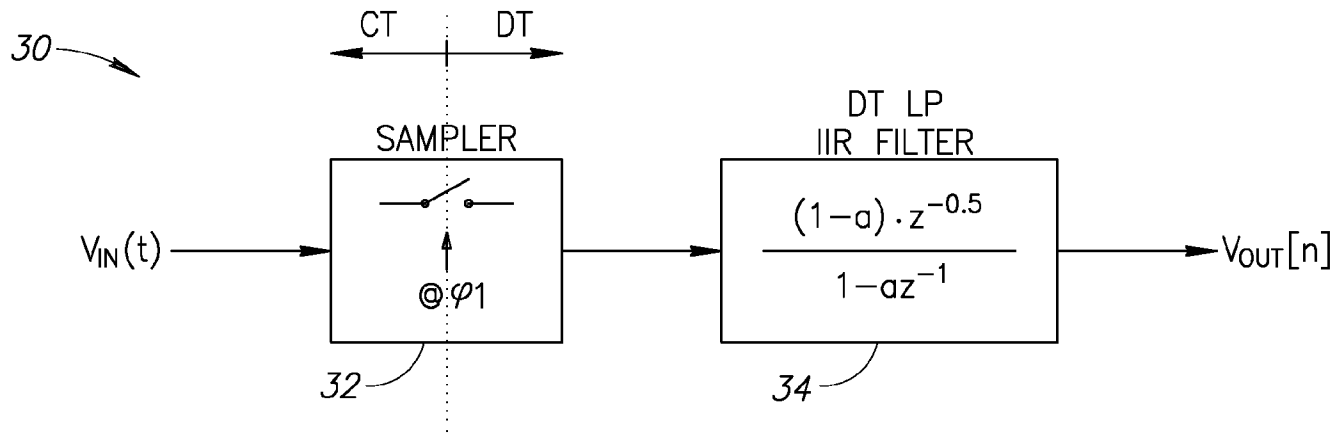 30
CT DT
SAMPLER
DT LP
IIR FILTER
V_IN(t)
@φ1
(1-a)·z^-0.5
1-az^-1
V_OUT[n]
32
34